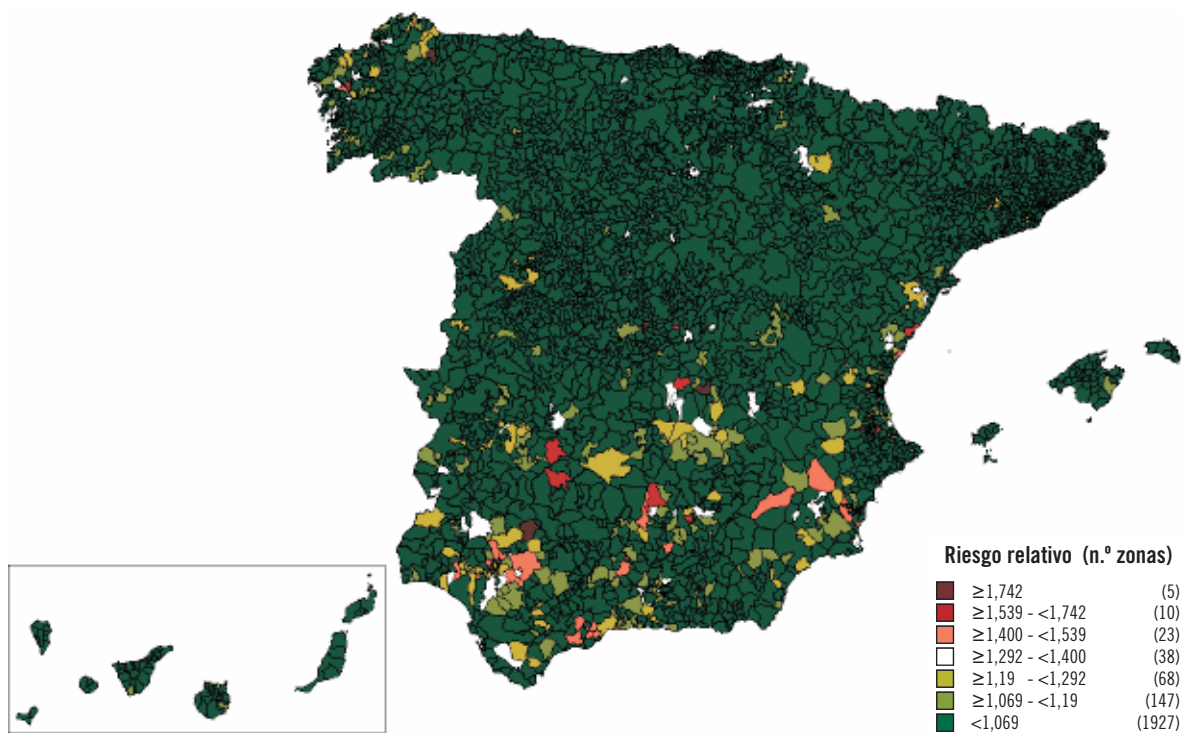 Riesgo relativo (n.º zonas)
≥1,742 (5)
≥1,539 - <1,742 (10)
≥1,400 - <1,539 (23)
≥1,292 - <1,400 (38)
≥1,19 - <1,292 (68)
≥1,069 - <1,19 (147)
<1,069 (1927)